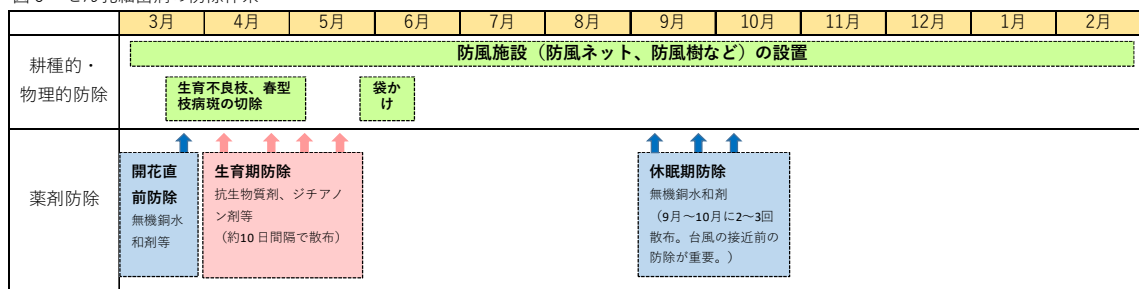 3月 4月 5月 6月 7月 8月 9月 10月 11月 12月 1月 2月
耕種的・
物理的防除
防風施設（防風ネット、防風樹など）の設置
生育不良枝、春型
枝病斑の切除
袋か
け
薬剤防除
開花直
前防除
無機銅水
和剤等
生育期防除
抗生物質剤、ジチアノ
ン剤等
（約10日間隔で散布）
休眠期防除
無機銅水和剤
（9月～10月に2～3回
散布。台風の接近前の
防除が重要。）